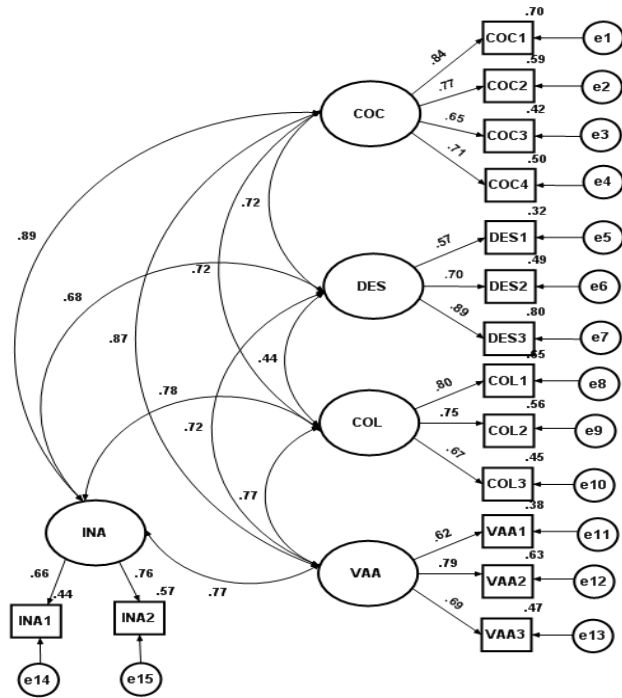 .70
COC1
e1
.84
.59
COC2
e2
.77
COC
.42
COC3
e3
.65
.50
COC4
e4
.71
.72
.32
DES1
e5
.57
.89
.72
.49
DES2
e6
.70
DES
.68
.80
DES3
e7
.89
.87
.44
.65
COL1
e8
.80
.78
.56
COL2
e9
.75
COL
.72
.45
COL3
e10
.67
.77
.38
VAA1
e11
.62
INA
.63
VAA2
e12
.79
VAA
.66
.76
.77
.47
VAA3
e13
.69
.44
.57
INA1
INA2
e14
e15